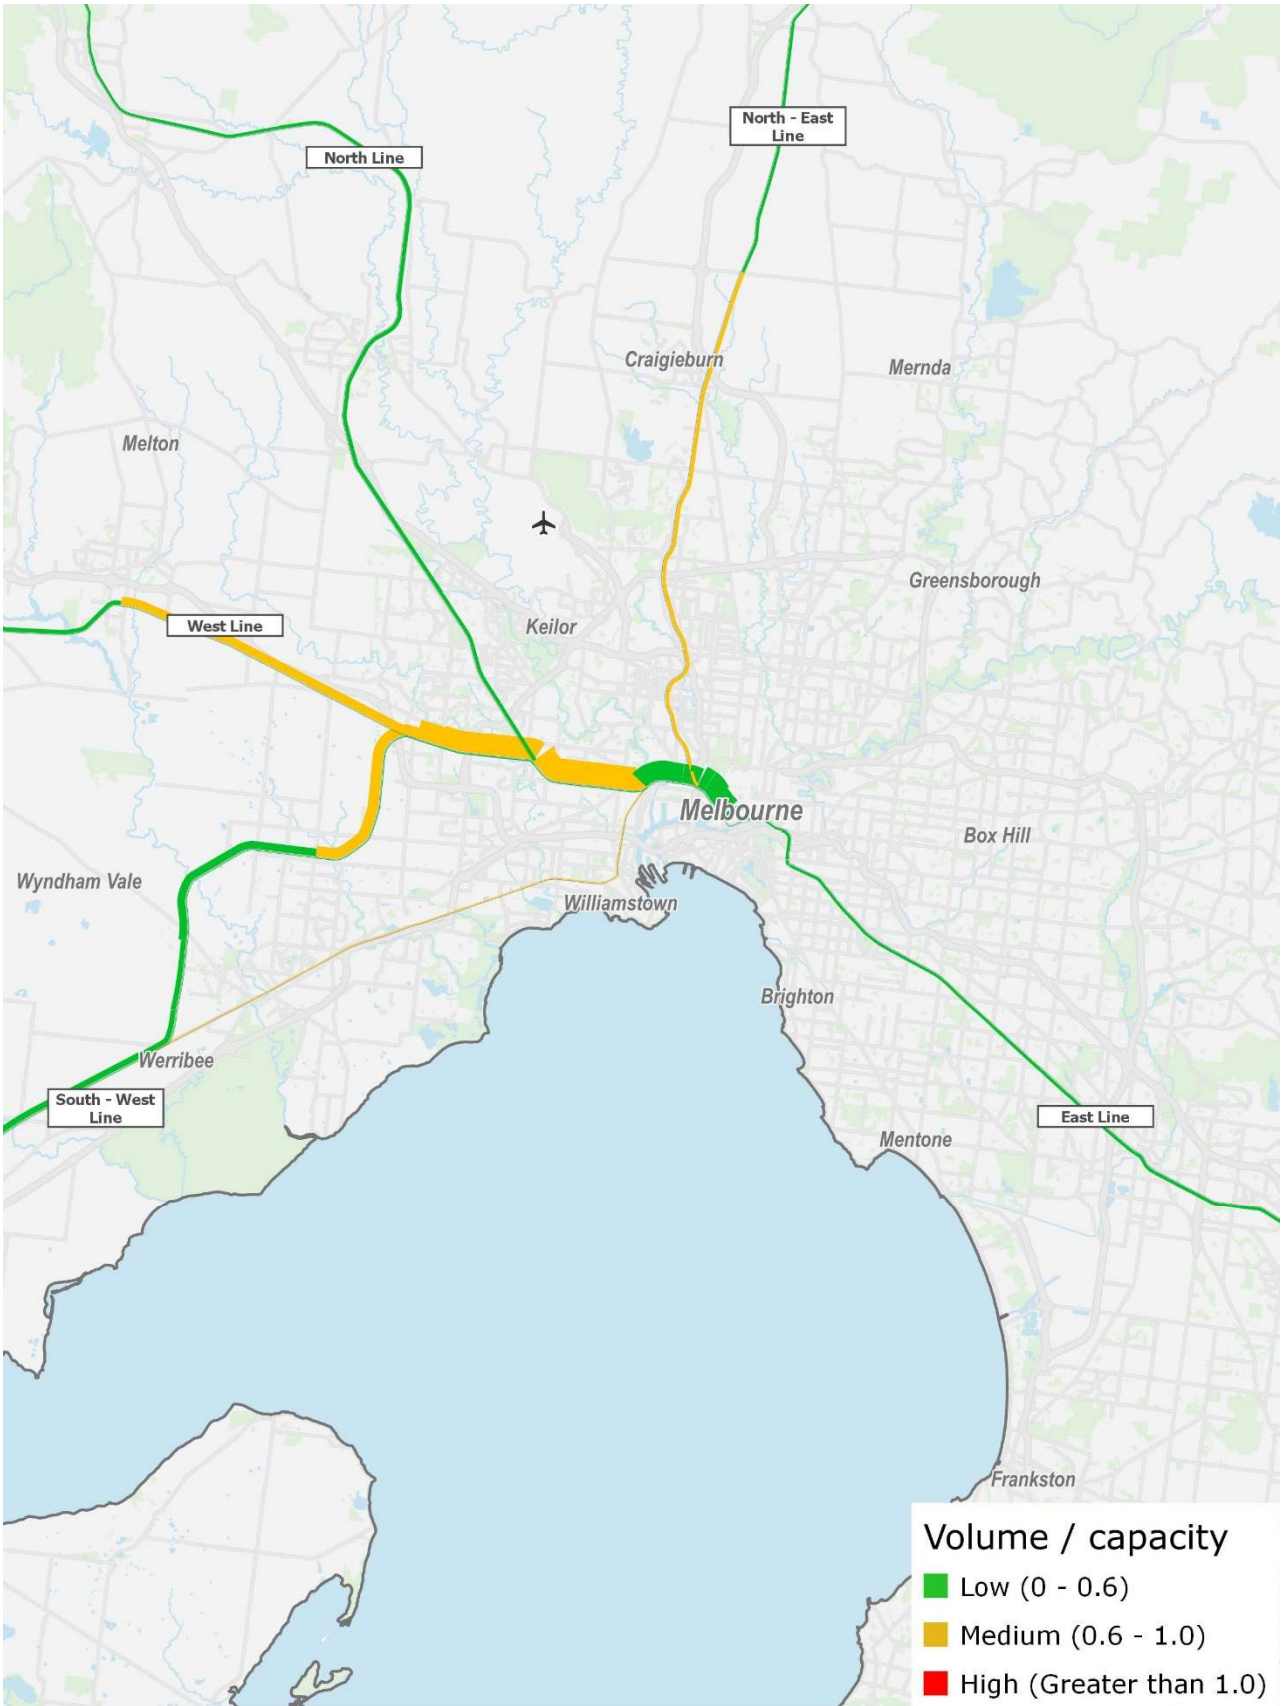 North - East
Line
North Line
Craigieburn
Mernda
Melton
Greensborough
West Line
Keilor
Melbourne
Box Hill
Wyndham Vale
Williamstown
Brighton
Werribee
South - West
Line
East Line
Mentone
Frankston
Volume / capacity
Low (0 - 0.6)
Medium (0.6 - 1.0)
High (Greater than 1.0)